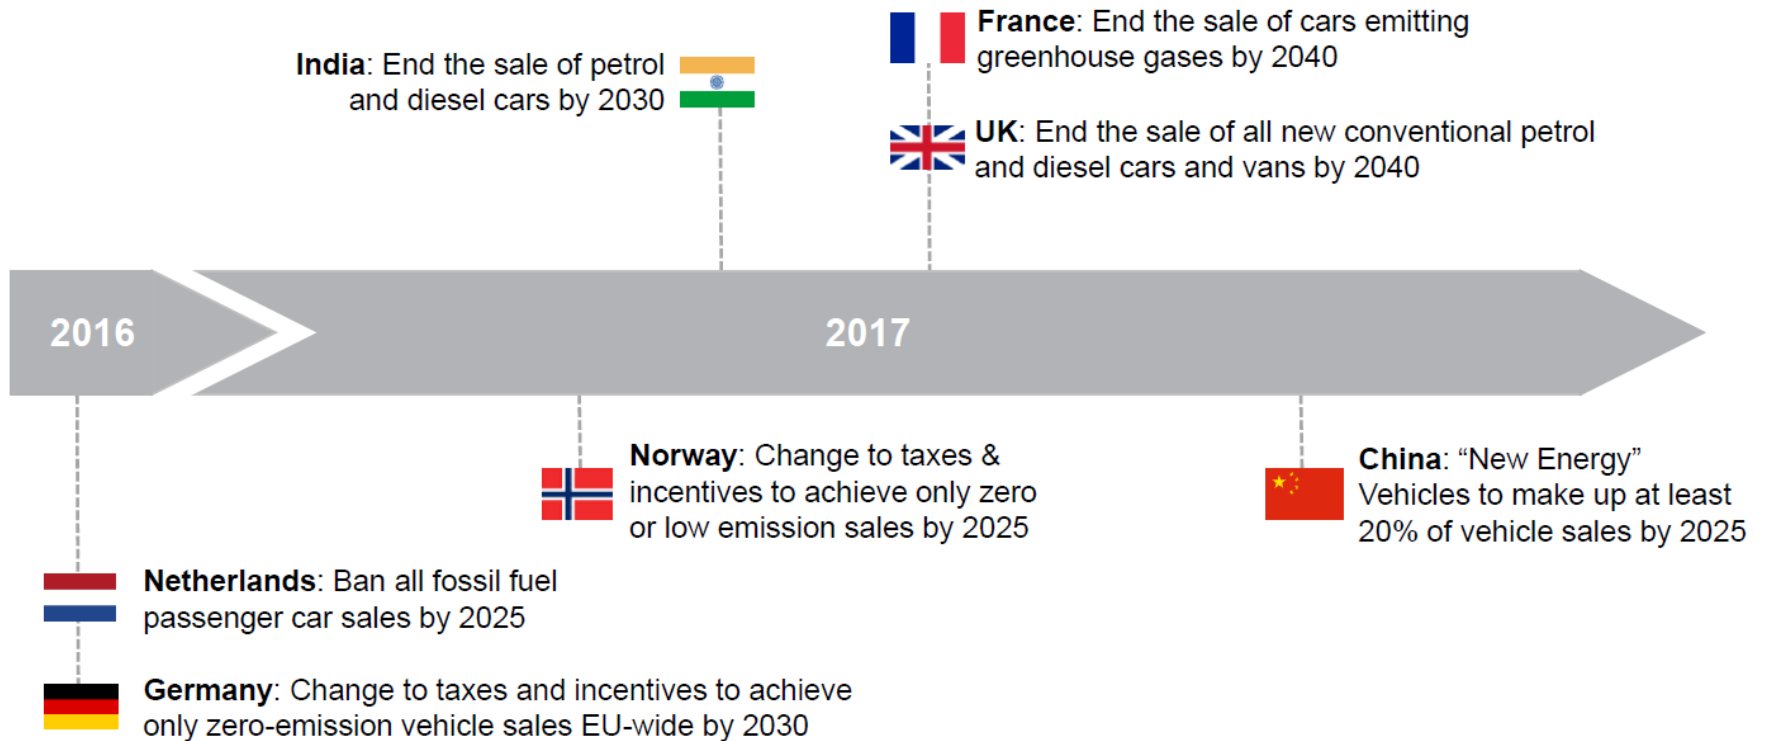 India: End the sale of petrol
and diesel cars by 2030
France: End the sale of cars emitting
greenhouse gases by 2040
UK: End the sale of all new conventional petrol
and diesel cars and vans by 2040
2016
2017
Norway: Change to taxes &
incentives to achieve only zero
or low emission sales by 2025
China: “New Energy”
Vehicles to make up at least
20% of vehicle sales by 2025
Netherlands: Ban all fossil fuel
passenger car sales by 2025
Germany: Change to taxes and incentives to achieve
only zero-emission vehicle sales EU-wide by 2030